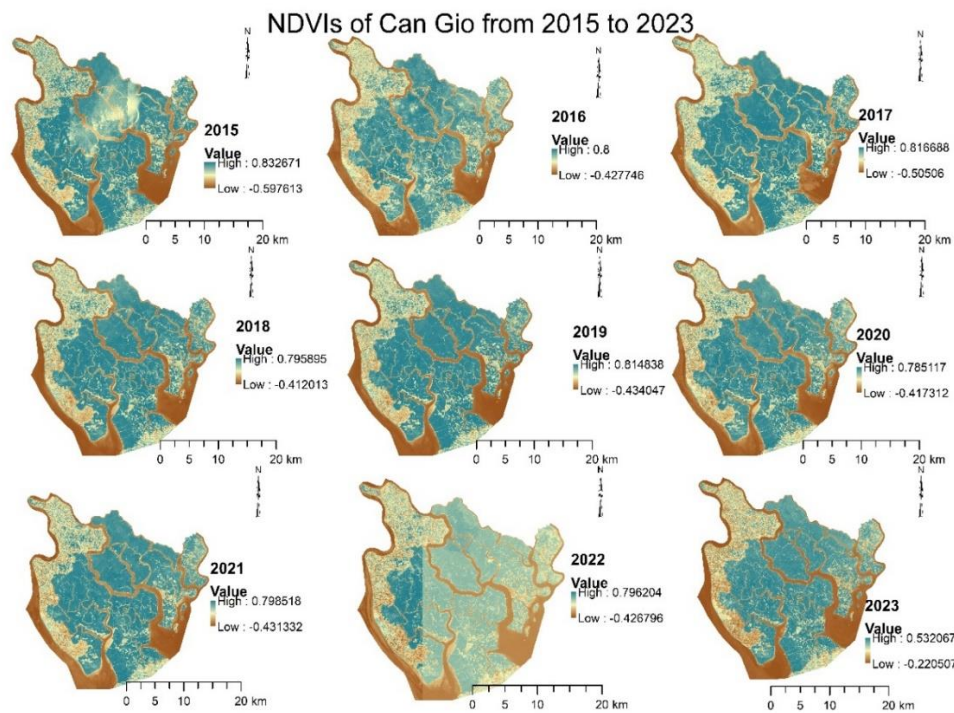 NDVIs of Can Gio from 2015 to 2023
N
2015
Value
High : 0.832671
Low : -0.597613
0 5 10 20 km
N
2016
Value
High : 0.8
Low : -0.427746
0 5 10 20 km
N
2017
Value
High : 0.816688
Low : -0.50506
0 5 10 20 km
N
2018
Value
High : 0.795895
Low : -0.412013
0 5 10 20 km
N
2019
Value
High : 0.814838
Low : -0.434047
0 5 10 20 km
N
2020
Value
High : 0.785117
Low : -0.417312
0 5 10 20 km
N
2021
Value
High : 0.798518
Low : -0.431332
0 5 10 20 km
N
2022
Value
High : 0.796204
Low : -0.426796
0 5 10 20 km
N
2023
Value
High : 0.532067
Low : -0.220507
0 5 10 20 km